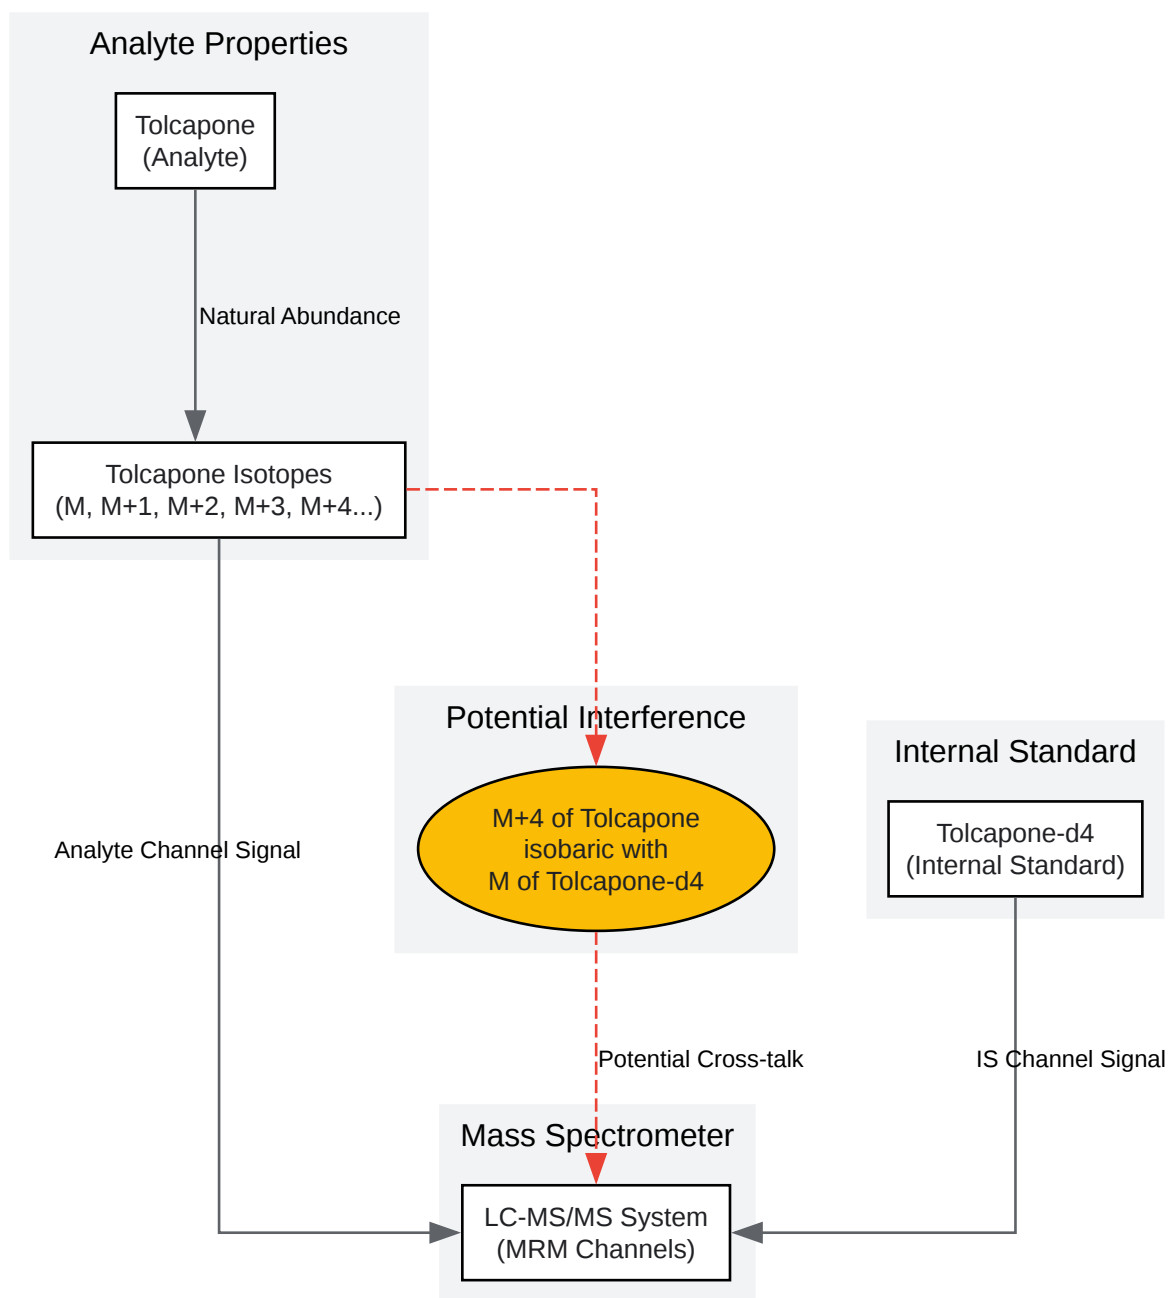 Analyte Properties
Tolcapone
(Analyte)
Natural Abundance
Tolcapone Isotopes
(M, M+1, M+2, M+3, M+4...)
Potential Interference
Internal Standard
M+4 of Tolcapone
isobaric with
M of Tolcapone-d4
Tolcapone-d4
(Internal Standard)
Analyte Channel Signal
Potential Cross-talk
IS Channel Signal
Mass Spectrometer
LC-MS/MS System
(MRM Channels)